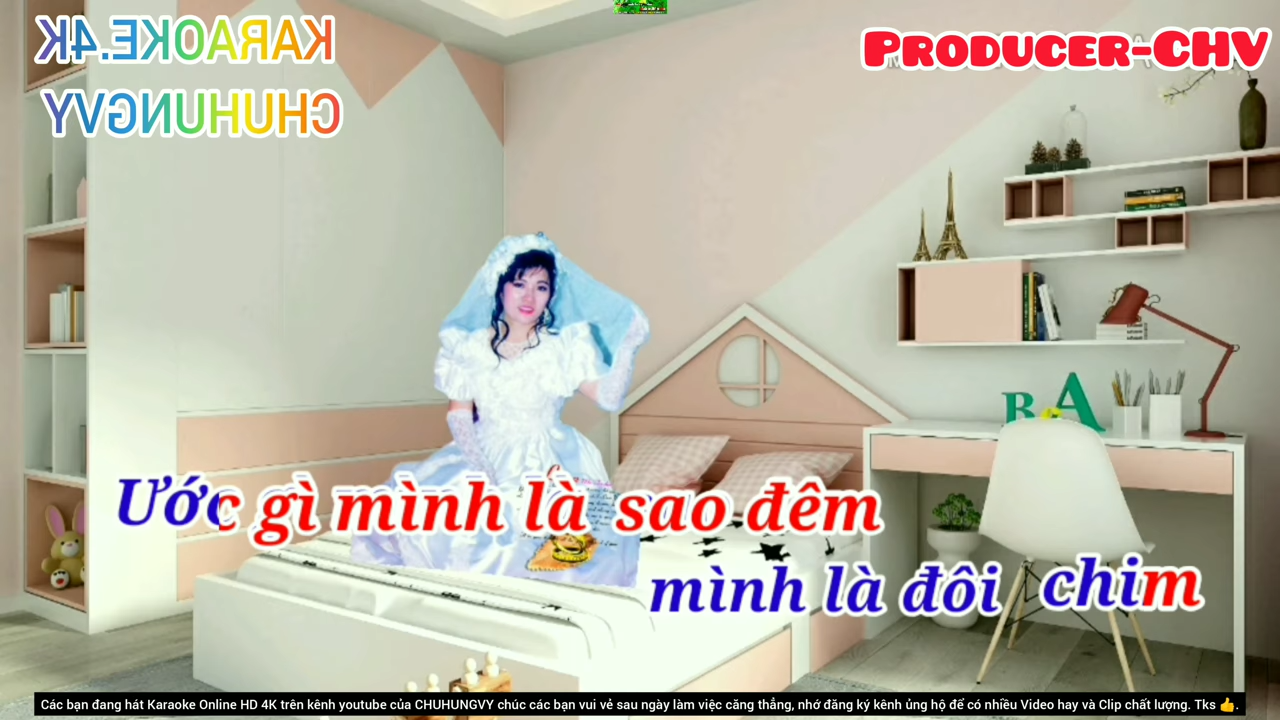 KARAOKE.4K
CHUHUNGVY
PRODUCER-CHV
R A
Ước gì mình là sao đêm
mình là đôi chim
Các bạn đang hát Karaoke Online HD 4K trên kênh youtube của CHUHUNGVY chúc các bạn vui vẻ sau ngày làm việc căng thẳng, nhớ đăng ký kênh ủng hộ để có nhiều Video hay và Clip chất lượng. Tks 👍.